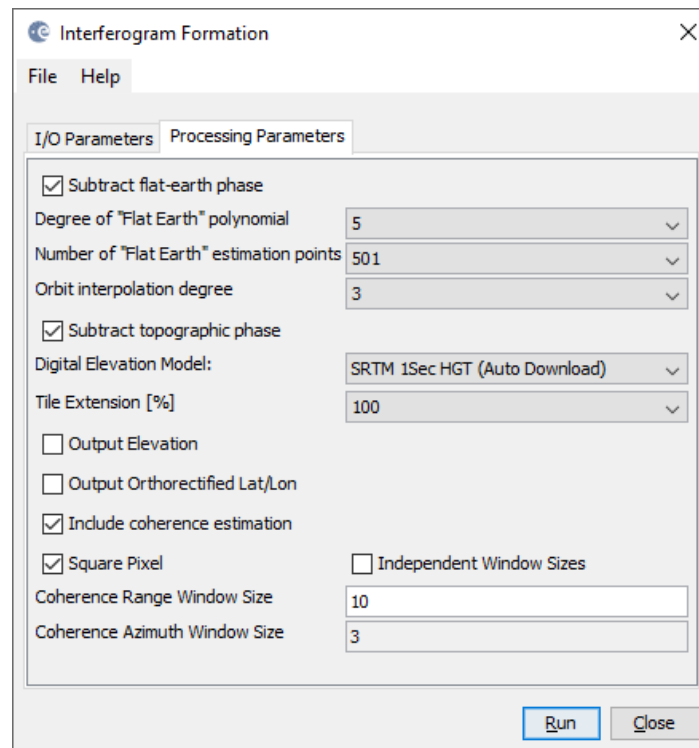 Interferogram Formation
File Help
I/O Parameters Processing Parameters
Subtract flat-earth phase
Degree of "Flat Earth" polynomial 5
Number of "Flat Earth" estimation points 501
Orbit interpolation degree 3
Subtract topographic phase
Digital Elevation Model: SRTM 1Sec HGT (Auto Download)
Tile Extension [%] 100
Output Elevation
Output Orthorectified Lat/Lon
Include coherence estimation
Square Pixel Independent Window Sizes
Coherence Range Window Size 10
Coherence Azimuth Window Size 3
Run Close